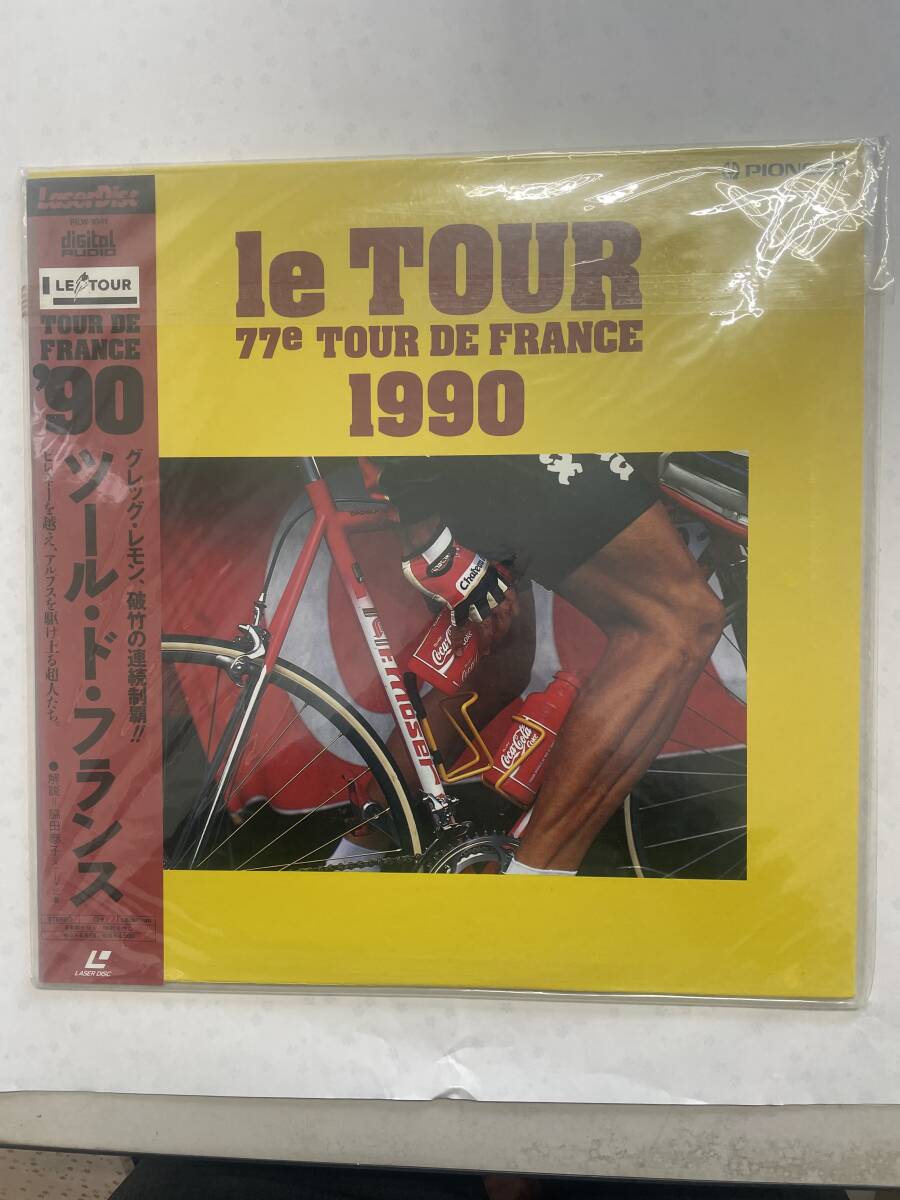 PIONEER
le TOUR
77e TOUR DE FRANCE
1990
LaserDisc
digital
AUDIO
LE TOUR
TOUR DE
FRANCE
'90
ツール・ド・フランス
グレッグ・レモン、破竹の連続制覇!!
ピレネーを越え、アルプスを駆け上る超人たち。
STEREO
LASER DISC
Chateau
Coca-Cola
Coca-Cola
coke